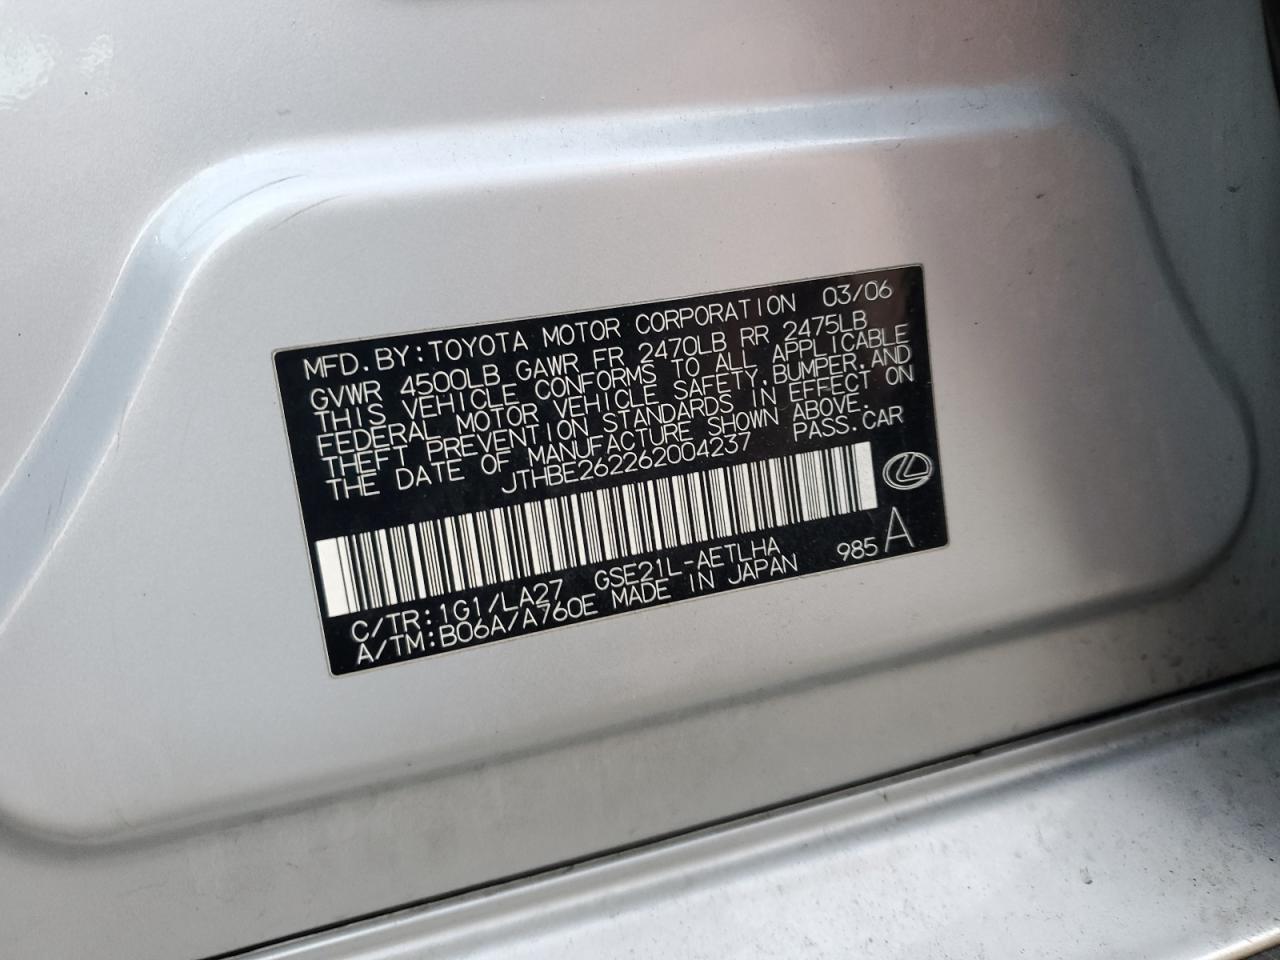 MFD.BY:TOYOTA MOTOR CORPORATION 03/06
GVWR 4500LB GAWR FR 2470LB RR 2475LB
THIS VEHICLE CONFORMS TO ALL APPLICABLE
FEDERAL MOTOR VEHICLE SAFETY,BUMPER,AND
THEFT PREVENTION STANDARDS IN EFFECT ON
THE DATE OF MANUFACTURE SHOWN ABOVE.
JTHBE262262004237 PASS.CAR
C/TR:1G1/LA27 GSE21L-AETLHA
A/TM:B06A/A760E MADE IN JAPAN 985 A